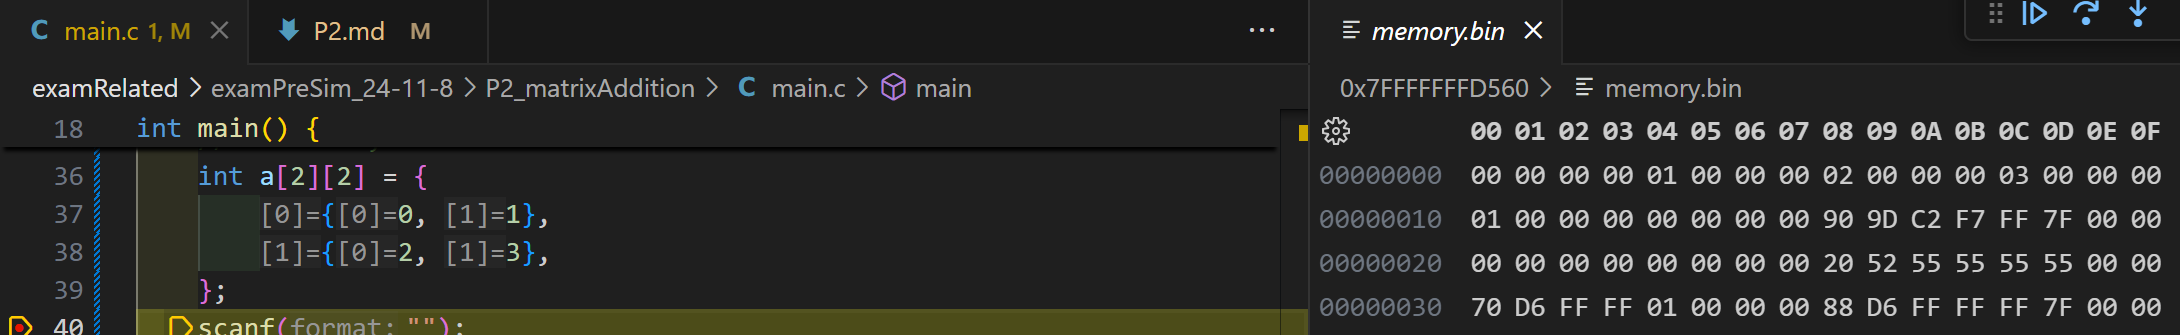 main.c 1, M
P2.md M
...
examRelated > examPreSim_24-11-8 > P2_matrixAddition > C main.c > main
18 int main() {
36 int a[2][2] = {
37 [0]={[0]=0, [1]=1},
38 [1]={[0]=2, [1]=3},
39 };
40 scanf(format: "");
memory.bin
0x7FFFFFFFD560 > memory.bin
00 01 02 03 04 05 06 07 08 09 0A 0B 0C 0D 0E 0F
00000000 00 00 00 00 01 00 00 00 02 00 00 00 03 00 00 00
00000010 01 00 00 00 00 00 00 00 90 9D C2 F7 FF 7F 00 00
00000020 00 00 00 00 00 00 00 00 20 52 55 55 55 55 00 00
00000030 70 D6 FF FF 01 00 00 00 88 D6 FF FF FF 7F 00 00